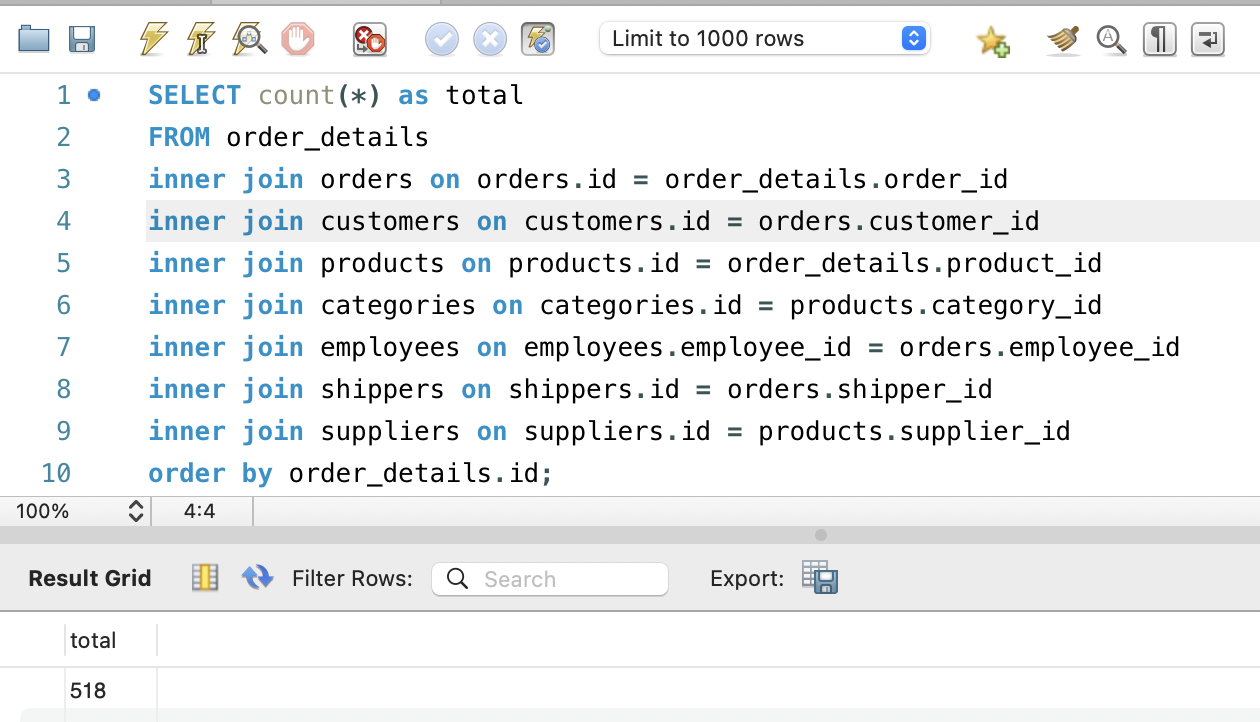 Limit to 1000 rows
1 SELECT count(*) as total
2 FROM order_details
3 inner join orders on orders.id = order_details.order_id
4 inner join customers on customers.id = orders.customer_id
5 inner join products on products.id = order_details.product_id
6 inner join categories on categories.id = products.category_id
7 inner join employees on employees.employee_id = orders.employee_id
8 inner join shippers on shippers.id = orders.shipper_id
9 inner join suppliers on suppliers.id = products.supplier_id
10 order by order_details.id;
100% 4:4
Result Grid Filter Rows: Search Export:
total
518